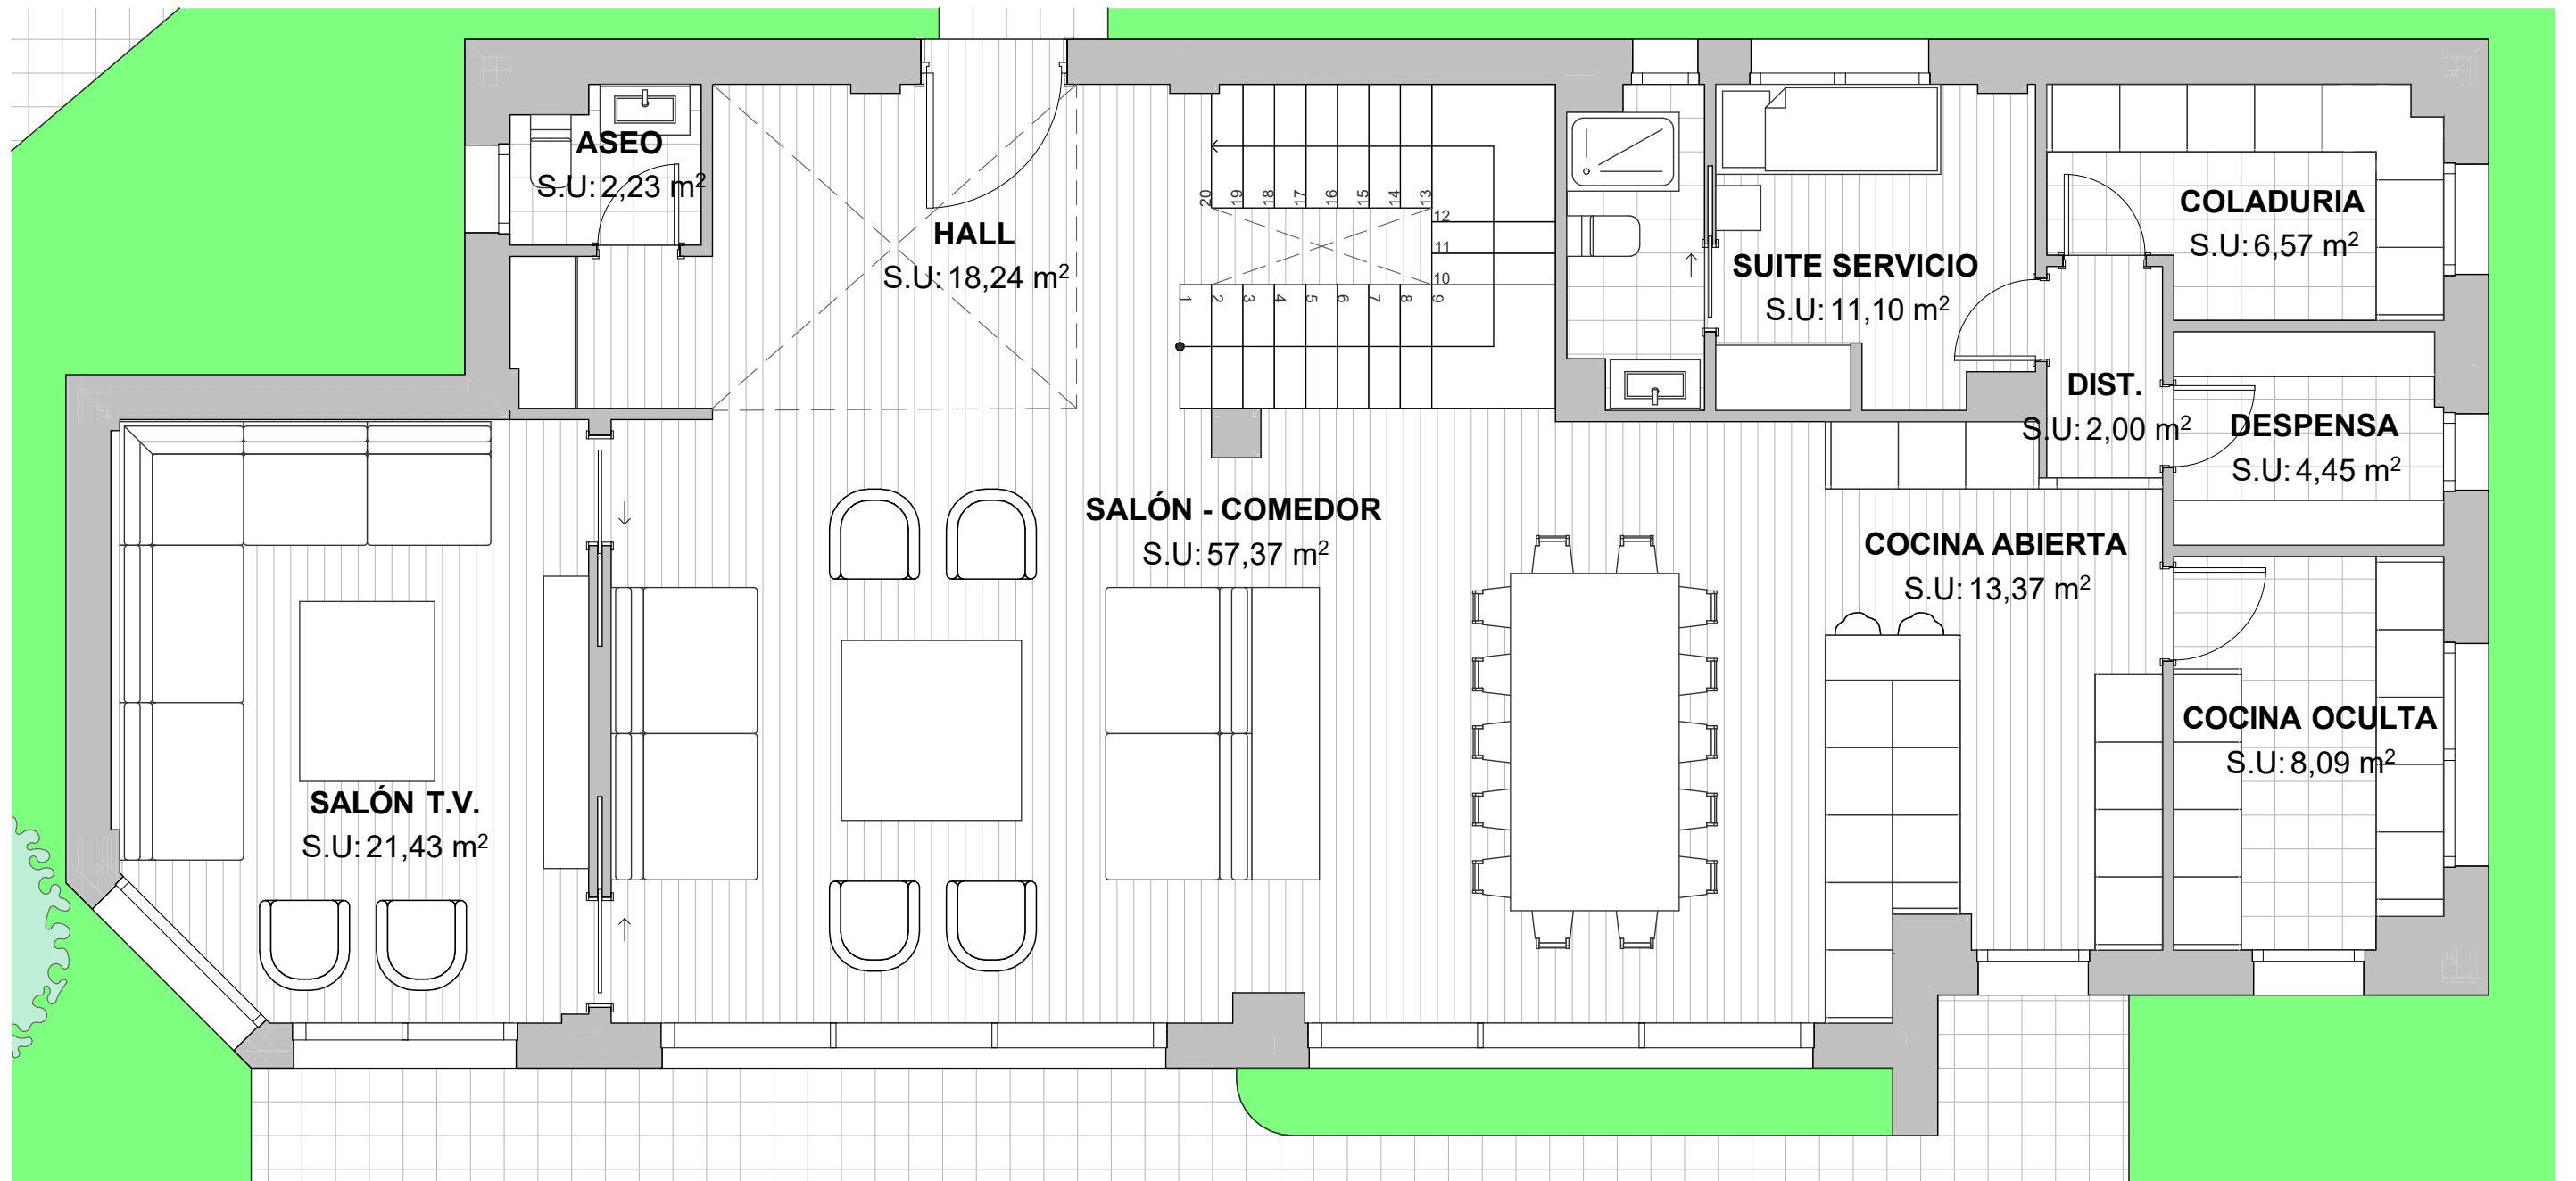 ASEO
S.U: 2,23 m²
HALL
S.U: 18,24 m²
20 19 18 17 16 15 14 13
12
11
10
1 2 3 4 5 6 7 8 9
SUITE SERVICIO
S.U: 11,10 m²
COLADURIA
S.U: 6,57 m²
DIST.
S.U: 2,00 m²
DESPENSA
S.U: 4,45 m²
SALÓN - COMEDOR
S.U: 57,37 m²
COCINA ABIERTA
S.U: 13,37 m²
COCINA OCULTA
S.U: 8,09 m²
SALÓN T.V.
S.U: 21,43 m²